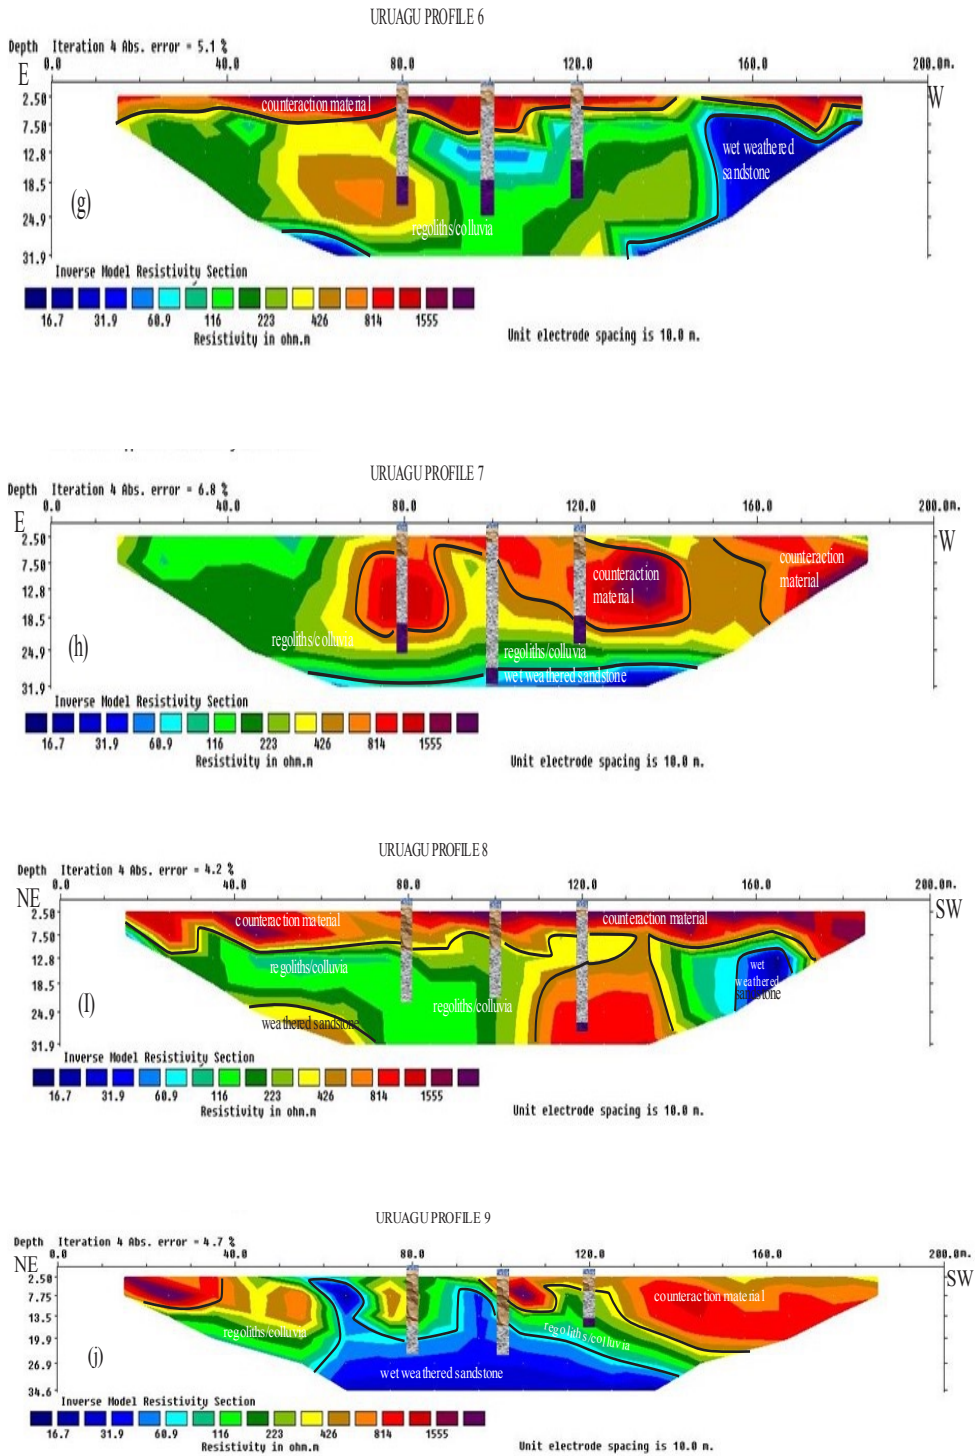 URUAGU PROFILE 6
Depth Iteration 4 Abs. error = 5.1 %
E 0.0 40.0 80.0 120.0 160.0 200.0m.
W
2.50
counteraction material
7.50
12.8
wet weathered
sandstone
18.5
(g)
24.9
regoliths/colluvia
31.9
Inverse Model Resistivity Section
16.7 31.9 60.9 116 223 426 814 1555
Resistivity in ohm.m
Unit electrode spacing is 10.0 m.
URUAGU PROFILE 7
Depth Iteration 4 Abs. error = 6.8 %
0.0 40.0 80.0 120.0 160.0 200.0m.
E
W
2.50
7.50
counteraction
material
counteraction
material
12.8
18.5
(h)
regoliths/colluvia
24.9
regoliths/colluvia
wet weathered sandstone
31.9
Inverse Model Resistivity Section
16.7 31.9 60.9 116 223 426 814 1555
Resistivity in ohm.m
Unit electrode spacing is 10.0 m.
URUAGU PROFILE 8
Depth Iteration 4 Abs. error = 4.2 %
0.0 40.0 80.0 120.0 160.0 200.0m.
NE
SW
2.50
counteraction material
counteraction material
7.50
12.8
regoliths/colluvia
wet
weathered
sandstone
18.5
(I)
regoliths/colluvia
24.9
weathered sandstone
31.9
Inverse Model Resistivity Section
16.7 31.9 60.9 116 223 426 814 1555
Resistivity in ohm.m
Unit electrode spacing is 10.0 m.
URUAGU PROFILE 9
Depth Iteration 4 Abs. error = 4.7 %
0.0 40.0 80.0 120.0 160.0 200.0m.
NE
SW
2.50
7.75
counteraction material
13.5
regoliths/colluvia
regoliths/colluvia
19.9
(j)
26.9
wet weathered sandstone
34.6
Inverse Model Resistivity Section
16.7 31.9 60.9 116 223 426 814 1555
Resistivity in ohm.m
Unit electrode spacing is 10.0 m.